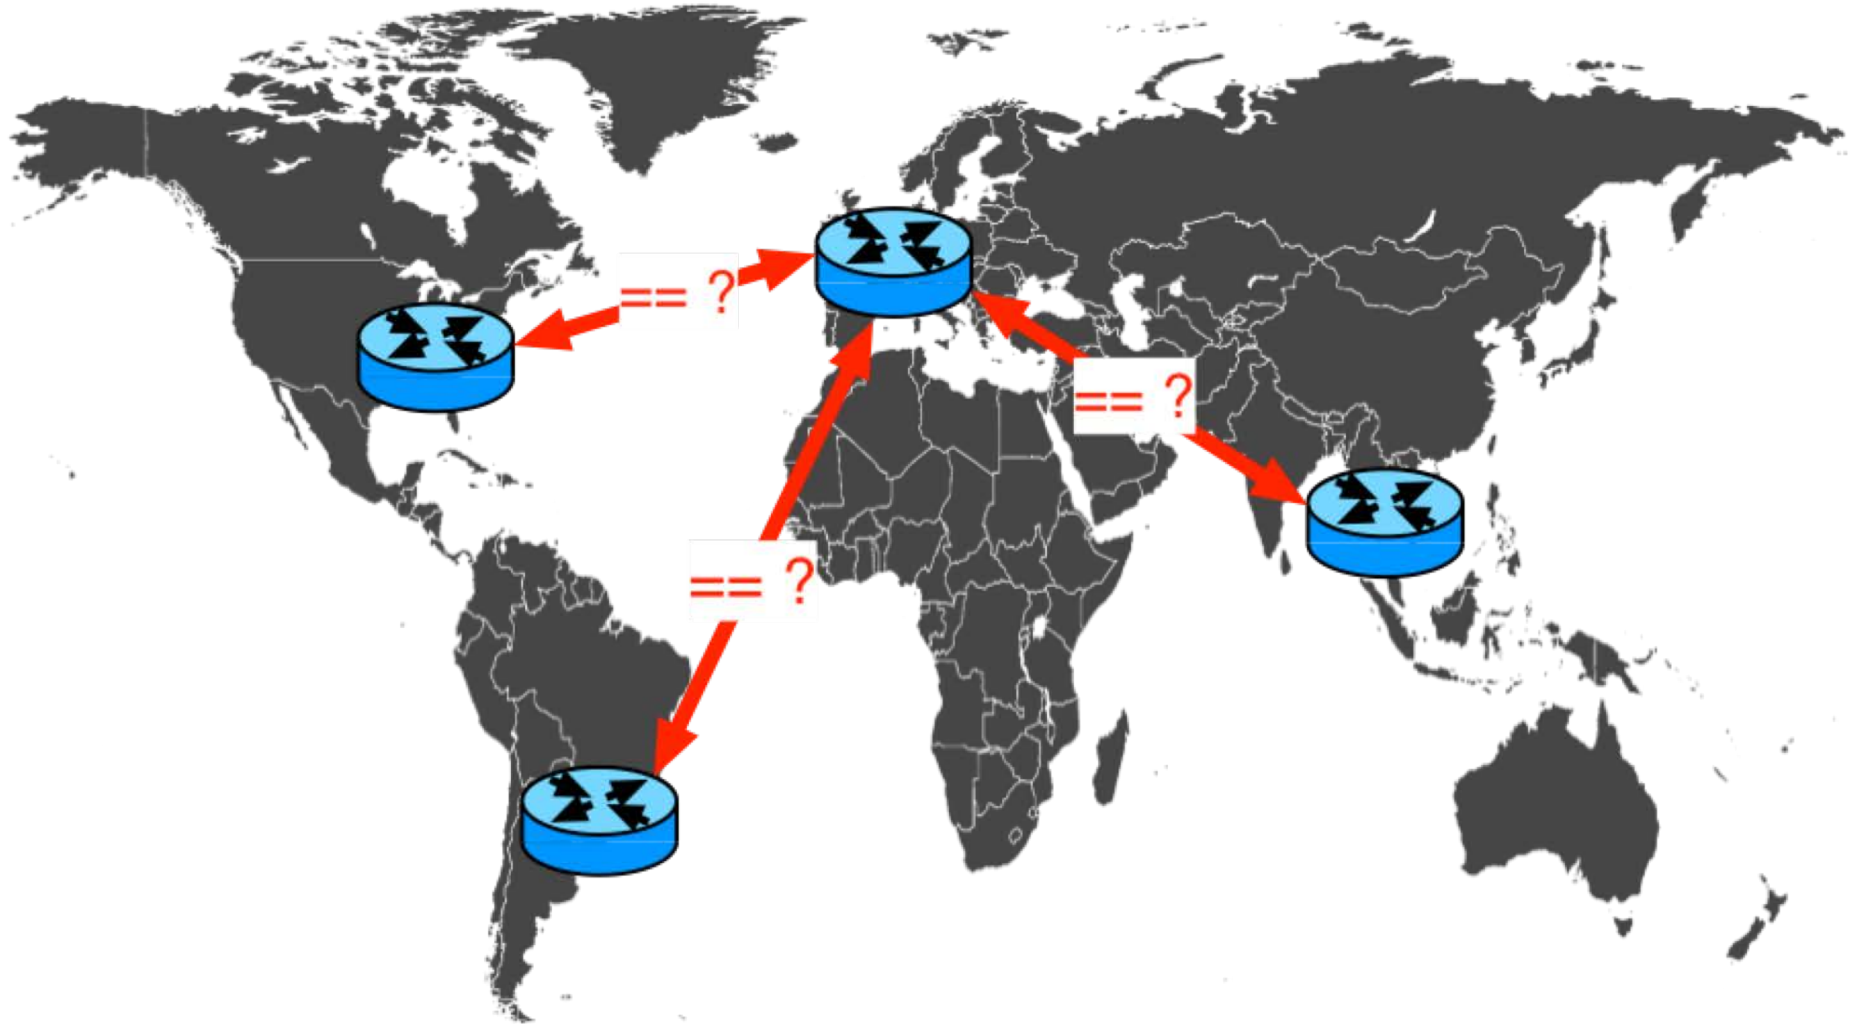 == ?
== ?
== ?